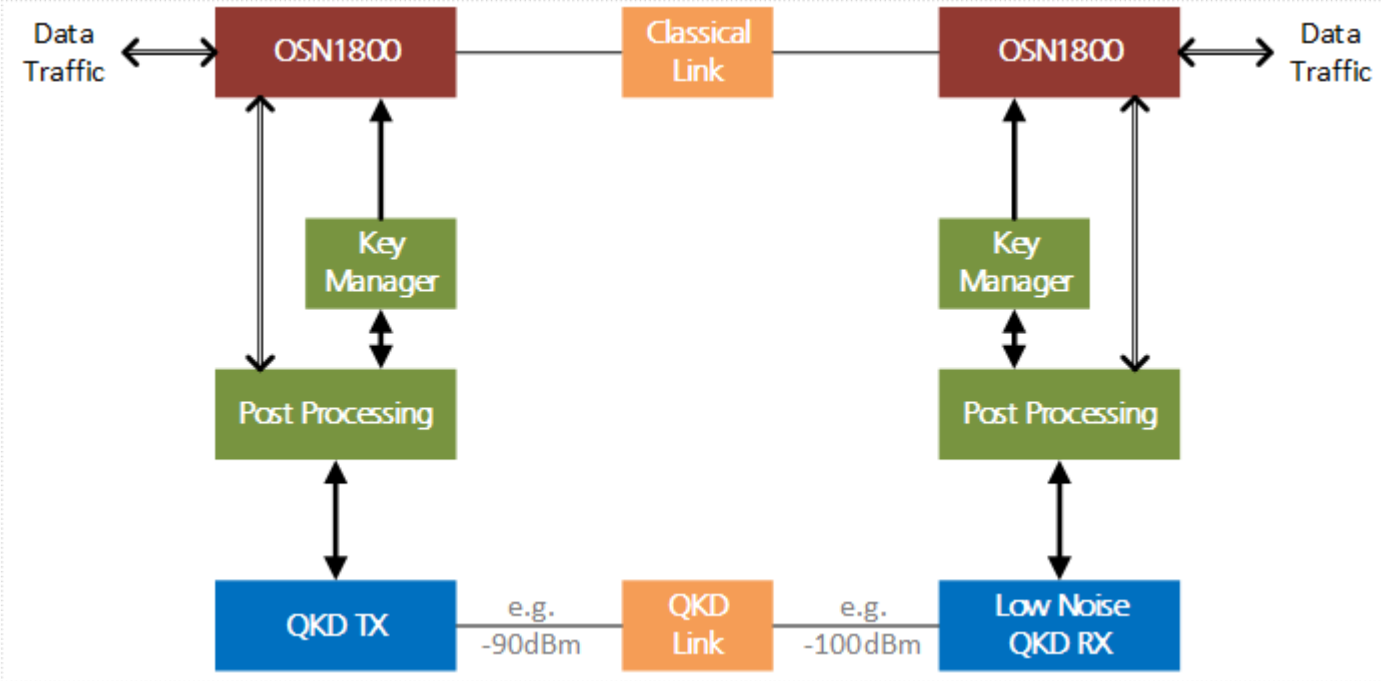 Data
Traffic
OSN1800
Classical
Link
OSN1800
Data
Traffic
Key
Manager
Key
Manager
Post Processing
Post Processing
QKD TX
e.g.
-90dBm
QKD
Link
e.g.
-100dBm
Low Noise
QKD RX